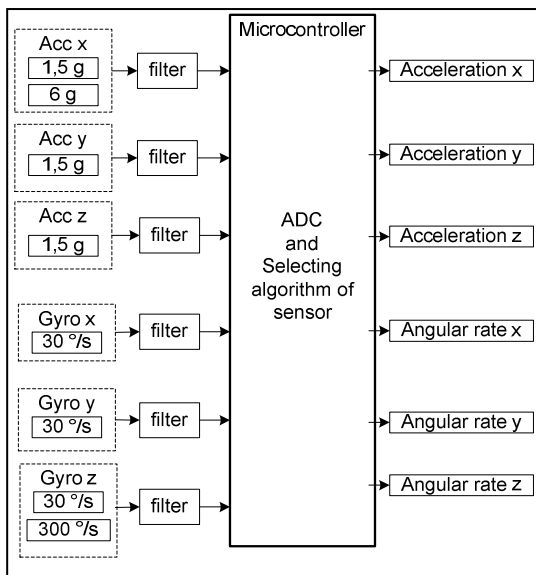 Microcontroller
Acc x
1,5 g
6 g
filter
Acceleration x
Acc y
1,5 g
filter
Acceleration y
Acc z
1,5 g
filter
ADC
and
Selecting
algorithm of
sensor
Acceleration z
Gyro x
30 °/s
filter
Angular rate x
Gyro y
30 °/s
filter
Angular rate y
Gyro z
30 °/s
300 °/s
filter
Angular rate z